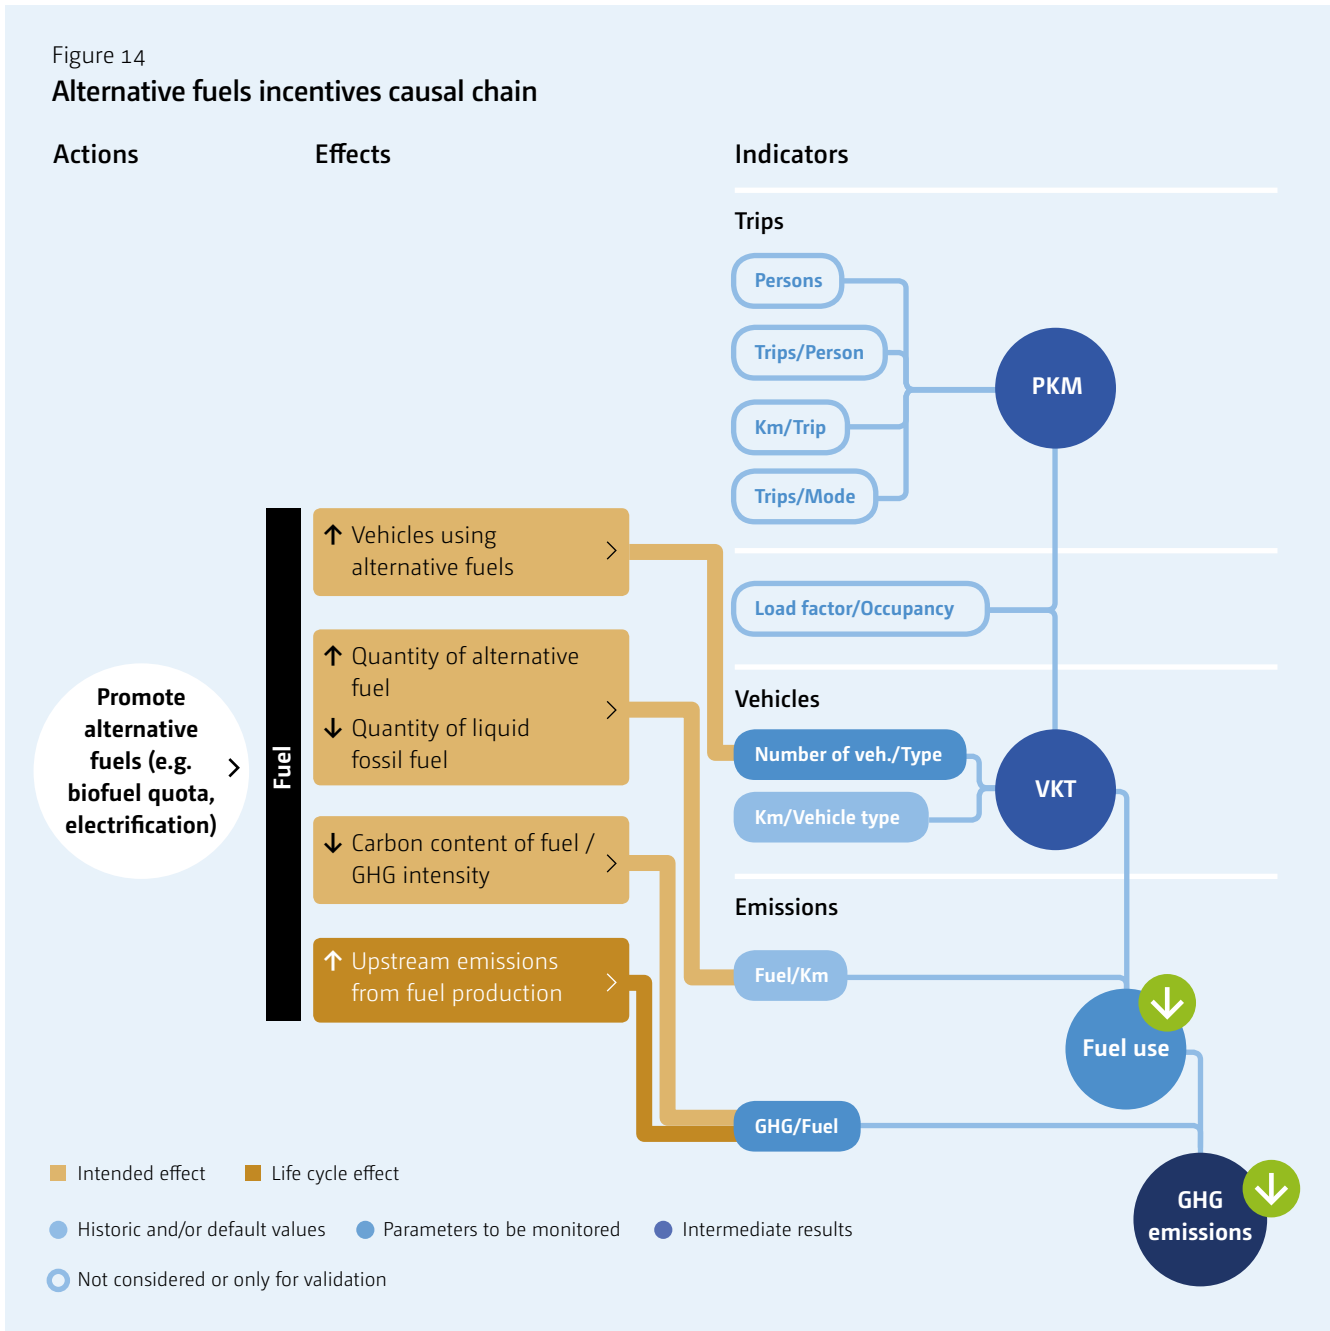 Figure 14
Alternative fuels incentives causal chain
Actions
Effects
Indicators
Trips
Persons
Trips/Person
Km/Trip
Trips/Mode
PKM
Load factor/Occupancy
Vehicles
Number of veh./Type
Km/Vehicle type
VKT
Emissions
Fuel/Km
Fuel use
GHG/Fuel
GHG
emissions
Promote
alternative
fuels (e.g.
biofuel quota,
electrification)
Fuel
↑ Vehicles using
alternative fuels
↑ Quantity of alternative
fuel
↓ Quantity of liquid
fossil fuel
↓ Carbon content of fuel /
GHG intensity
↑ Upstream emissions
from fuel production
Intended effect
Life cycle effect
Historic and/or default values
Parameters to be monitored
Intermediate results
Not considered or only for validation